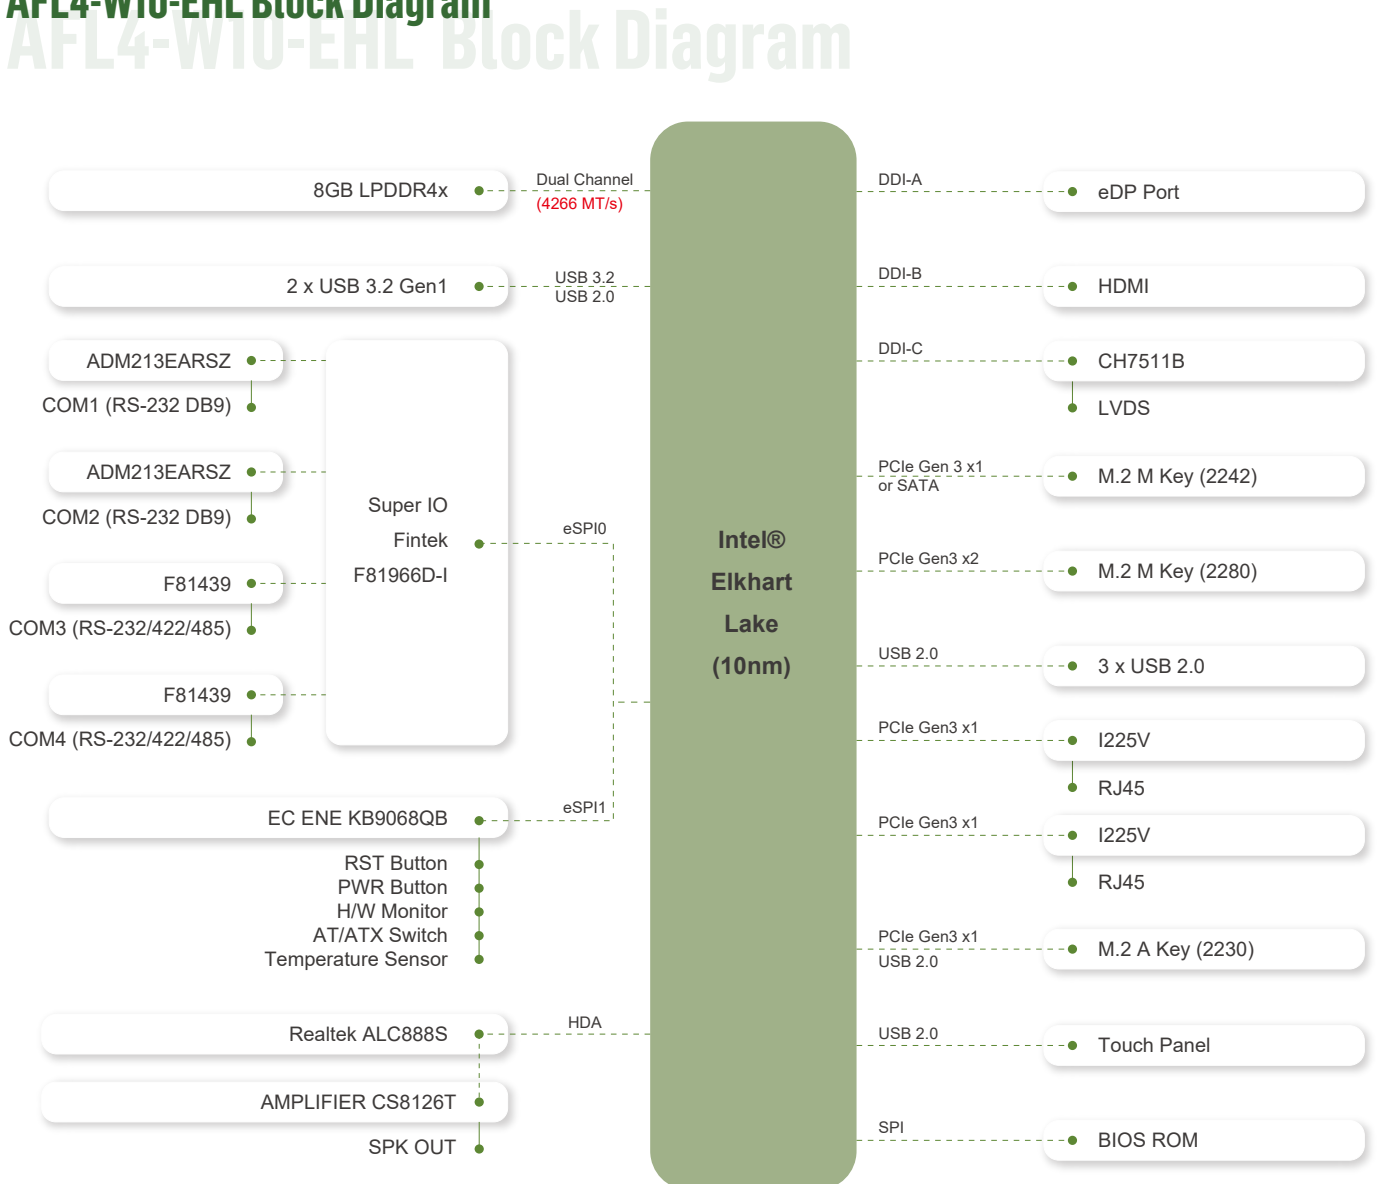 AFL4-W10-EHL Block Diagram
AFL4-W10-EHL Block Diagram
8GB LPDDR4x
Dual Channel
(4266 MT/s)
2 x USB 3.2 Gen1
USB 3.2
USB 2.0
ADM213EARSZ
COM1 (RS-232 DB9)
ADM213EARSZ
COM2 (RS-232 DB9)
F81439
COM3 (RS-232/422/485)
F81439
COM4 (RS-232/422/485)
Super IO
Fintek
F81966D-I
eSPI0
EC ENE KB9068QB
eSPI1
RST Button
PWR Button
H/W Monitor
AT/ATX Switch
Temperature Sensor
Realtek ALC888S
HDA
AMPLIFIER CS8126T
SPK OUT
Intel®
Elkhart
Lake
(10nm)
DDI-A
eDP Port
DDI-B
HDMI
DDI-C
CH7511B
LVDS
PCIe Gen 3 x1
or SATA
M.2 M Key (2242)
PCIe Gen3 x2
M.2 M Key (2280)
USB 2.0
3 x USB 2.0
PCIe Gen3 x1
I225V
RJ45
PCIe Gen3 x1
I225V
RJ45
PCIe Gen3 x1
USB 2.0
M.2 A Key (2230)
USB 2.0
Touch Panel
SPI
BIOS ROM